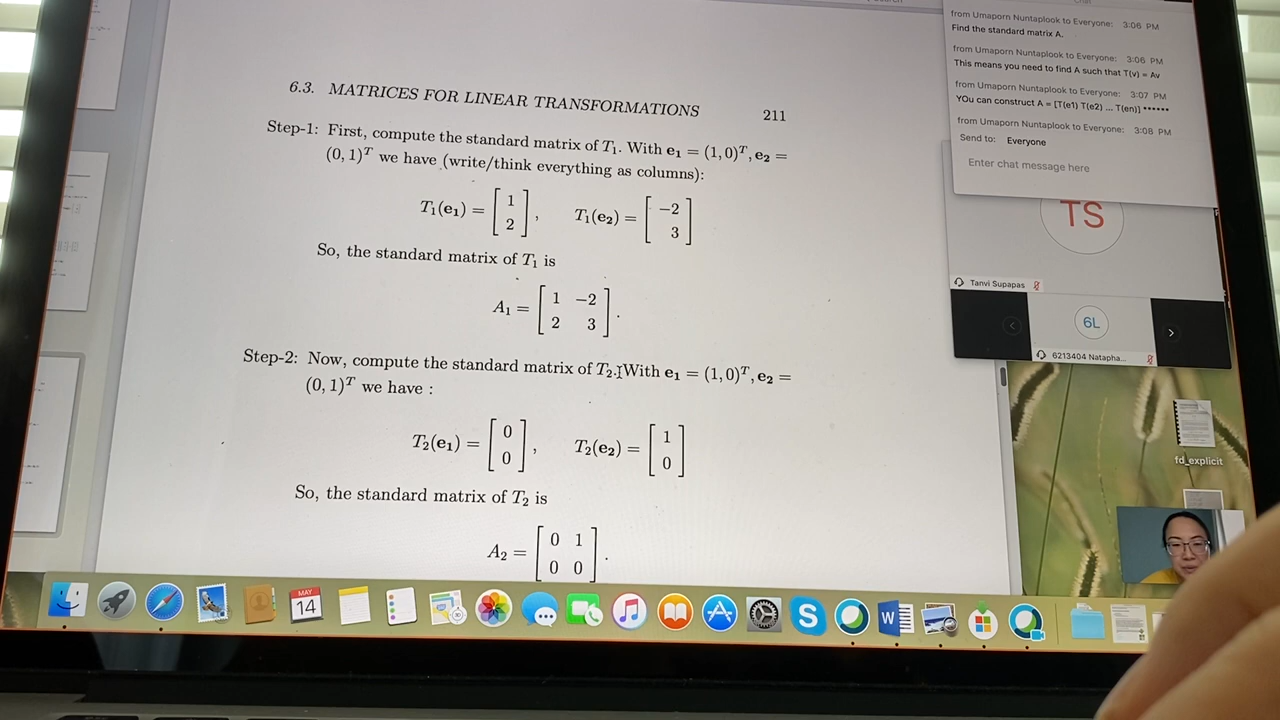 6.3. MATRICES FOR LINEAR TRANSFORMATIONS 211
Step-1: First, compute the standard matrix of T₁. With e₁ = (1, 0)ᵀ, e₂ =
(0, 1)ᵀ we have (write/think everything as columns):
T₁(e₁) = [ 1 2 ], T₁(e₂) = [ −2 3 ]
So, the standard matrix of T₁ is
A₁ = [ 1 −2
2 3 ].
Step-2: Now, compute the standard matrix of T₂. With e₁ = (1, 0)ᵀ, e₂ =
(0, 1)ᵀ we have :
T₂(e₁) = [ 0 0 ], T₂(e₂) = [ 1 0 ]
So, the standard matrix of T₂ is
A₂ = [ 0 1
0 0 ].
from Umaporn Nuntaplook to Everyone: 3:06 PM
Find the standard matrix A.
from Umaporn Nuntaplook to Everyone: 3:06 PM
This means you need to find A such that T(v) = Av
from Umaporn Nuntaplook to Everyone: 3:07 PM
YOu can construct A = [T(e1) T(e2) ... T(en)] ••••••
from Umaporn Nuntaplook to Everyone: 3:08 PM
Send to: Everyone
Enter chat message here
TS
Tanvi Supapas
6L
6213404 Natapha...
fd_explicit
MAY
14